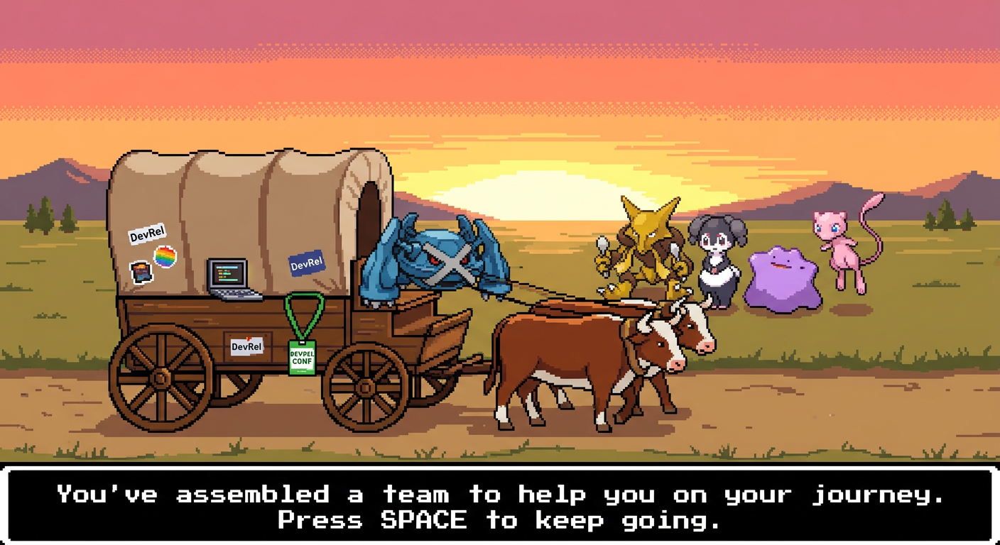 DevRel
DevRel
DevRel
DEVREL
CONF
You've assembled a team to help you on your journey.
Press SPACE to keep going.